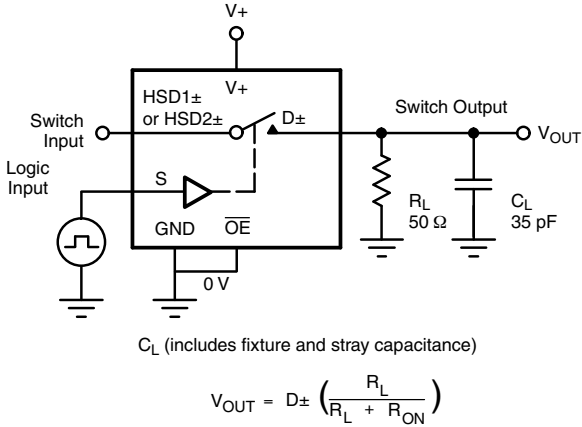 V+
V+
HSD1±
or HSD2±
D±
Switch Output
Switch
Input
V_OUT
Logic
Input
S
R_L
50 Ω
C_L
35 pF
GND
O̅E̅
0 V
C_L (includes fixture and stray capacitance)
V_OUT = D± (R_L / (R_L + R_ON))